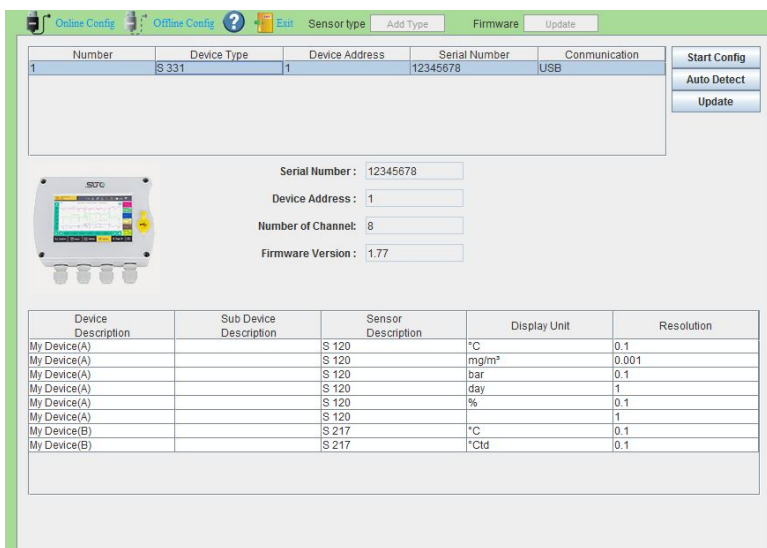 Online Config Offline Config ? Exit Sensor type Add Type Firmware Update
Number Device Type Device Address Serial Number Conmunication
1 S 331 1 12345678 USB
Start Config
Auto Detect
Update
SUTO
Serial Number : 12345678
Device Address : 1
Number of Channel: 8
Firmware Version : 1.77
Device Description Sub Device Description Sensor Description Display Unit Resolution
My Device(A) S 120 °C 0.1
My Device(A) S 120 mg/m³ 0.001
My Device(A) S 120 bar 0.1
My Device(A) S 120 day 1
My Device(A) S 120 % 0.1
My Device(A) S 120 1
My Device(B) S 217 °C 0.1
My Device(B) S 217 °Ctd 0.1